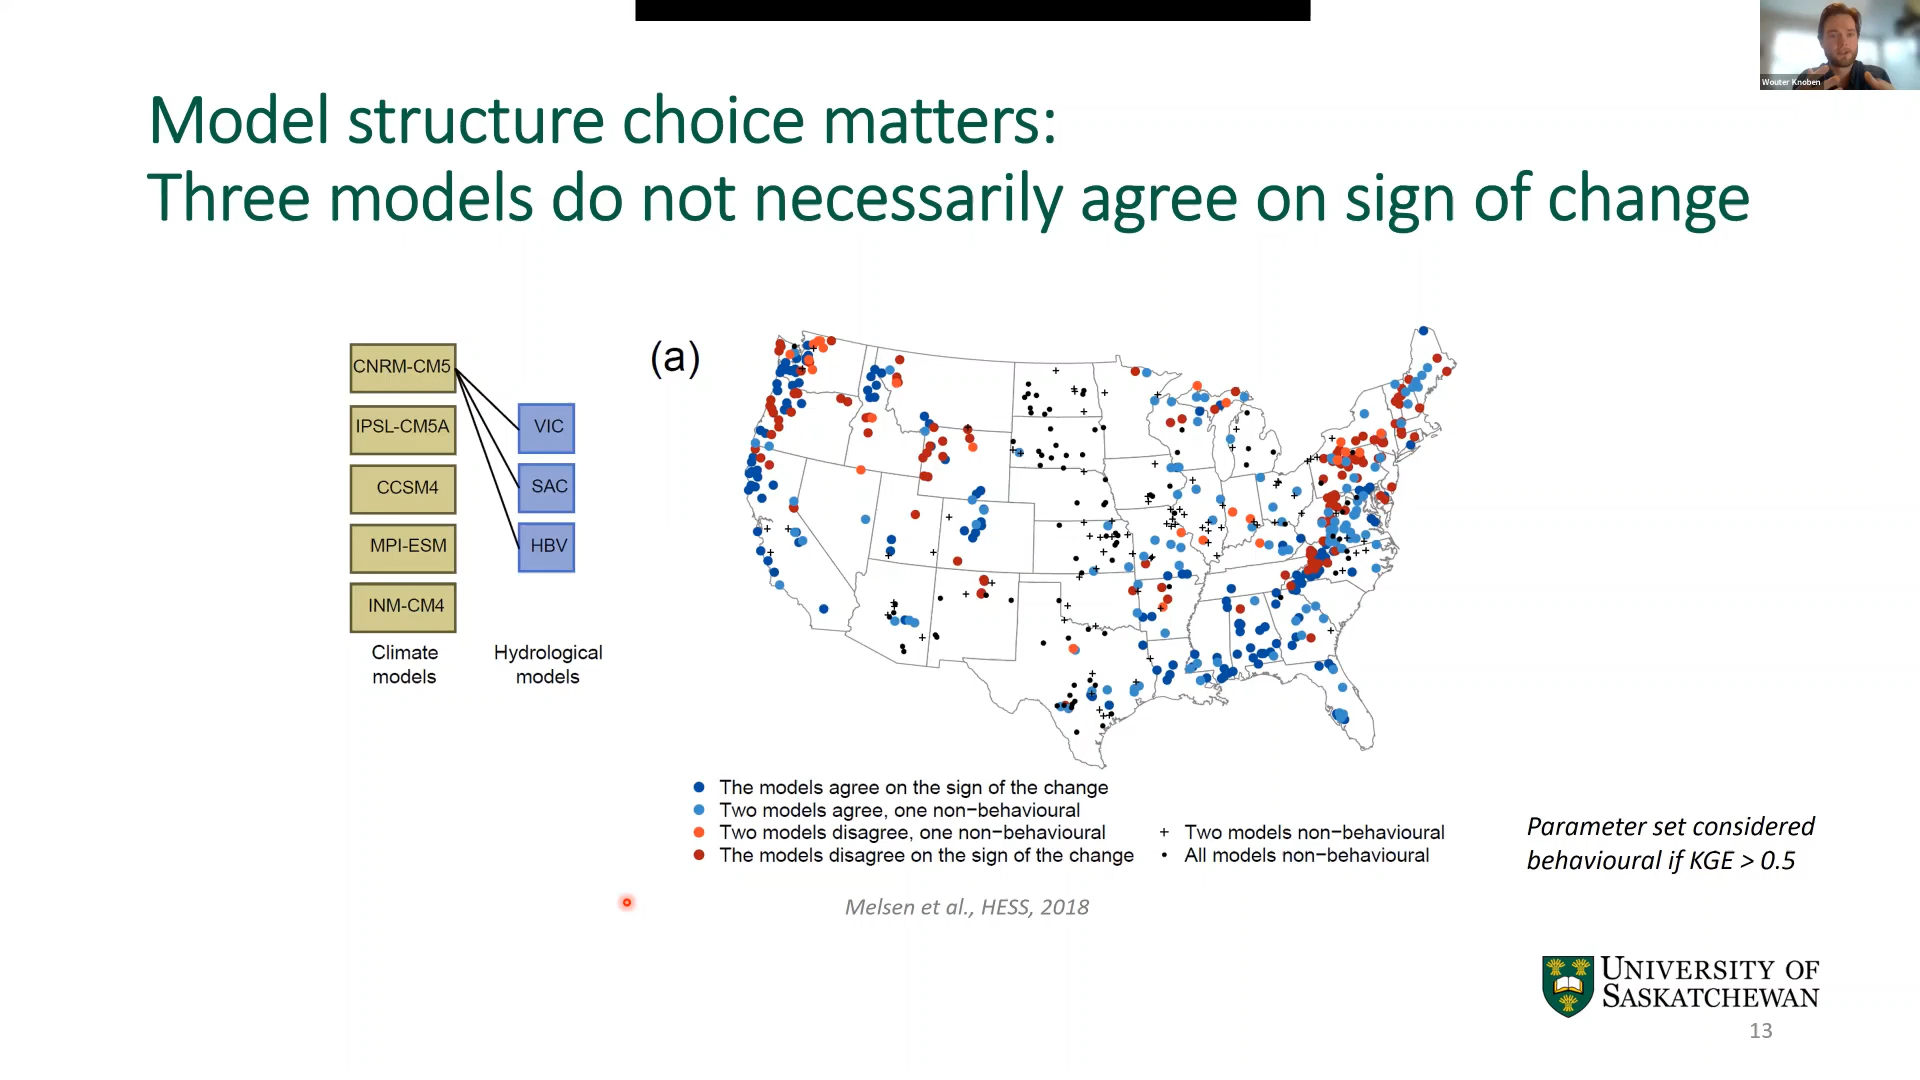 Wouter Knoben
Model structure choice matters:
Three models do not necessarily agree on sign of change
CNRM-CM5
IPSL-CM5A
CCSM4
MPI-ESM
INM-CM4
VIC
SAC
HBV
Climate
models
Hydrological
models
(a)
The models agree on the sign of the change
Two models agree, one non−behavioural
Two models disagree, one non−behavioural
The models disagree on the sign of the change
Two models non−behavioural
All models non−behavioural
Parameter set considered
behavioural if KGE > 0.5
Melsen et al., HESS, 2018
UNIVERSITY OF
SASKATCHEWAN
13